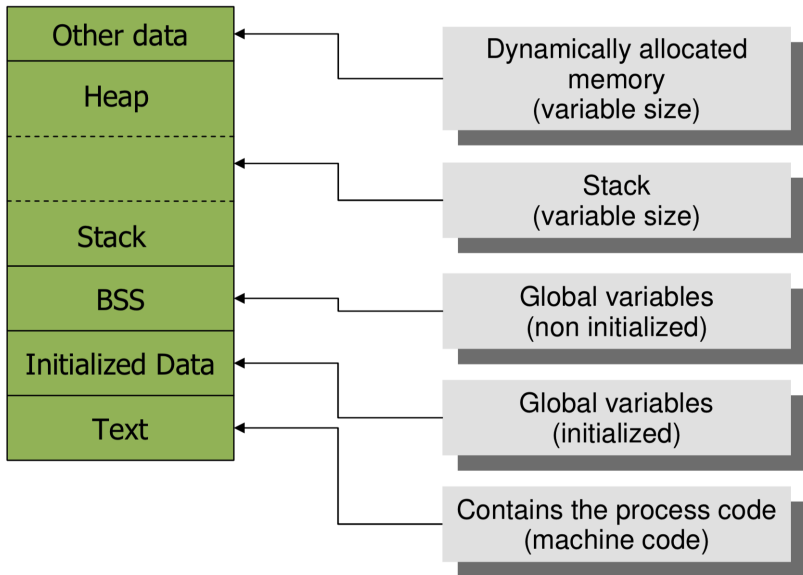 Other data
Heap
Stack
BSS
Initialized Data
Text
Dynamically allocated
memory
(variable size)
Stack
(variable size)
Global variables
(non initialized)
Global variables
(initialized)
Contains the process code
(machine code)